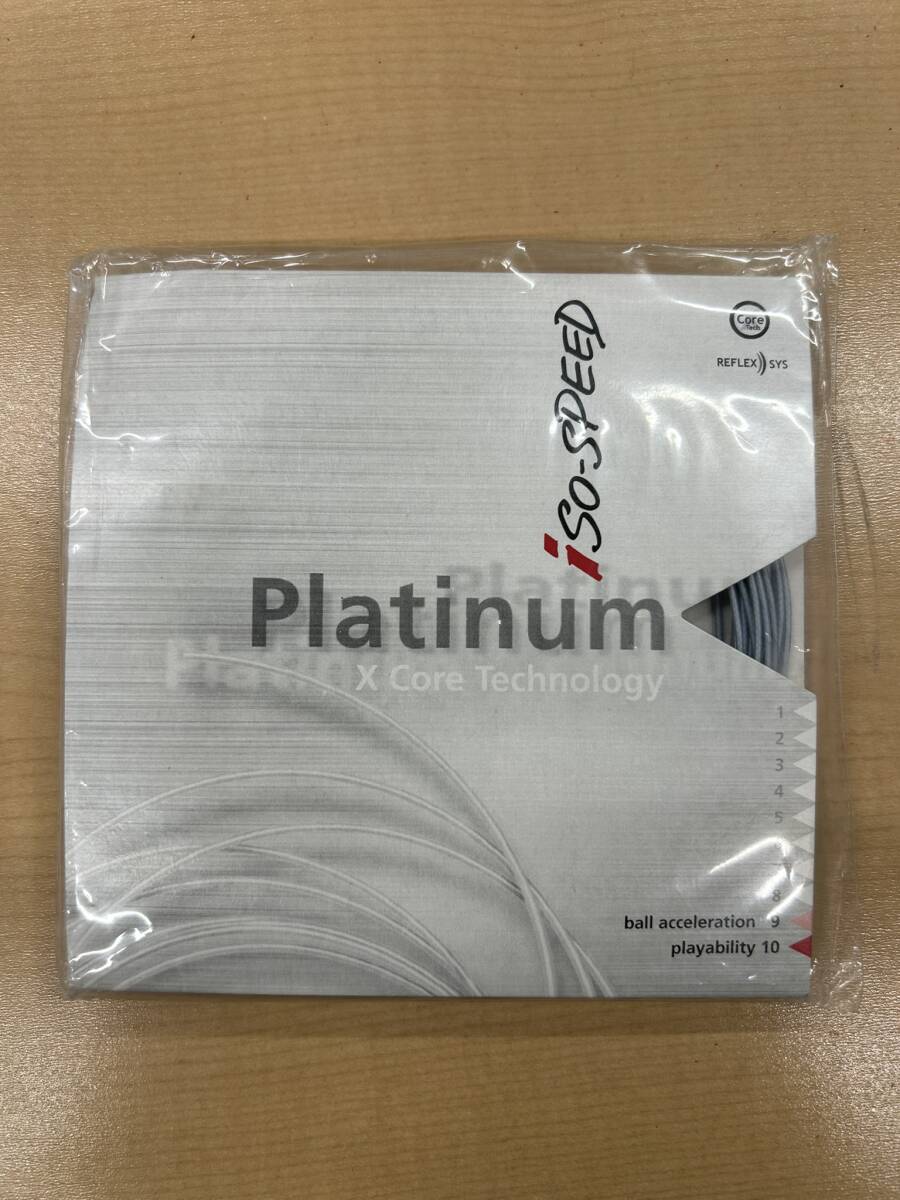 Core
Tech
REFLEX))SYS
iSO-SPEED
Platinum
X Core Technology
1
2
3
4
5
7
8
ball acceleration 9
playability 10